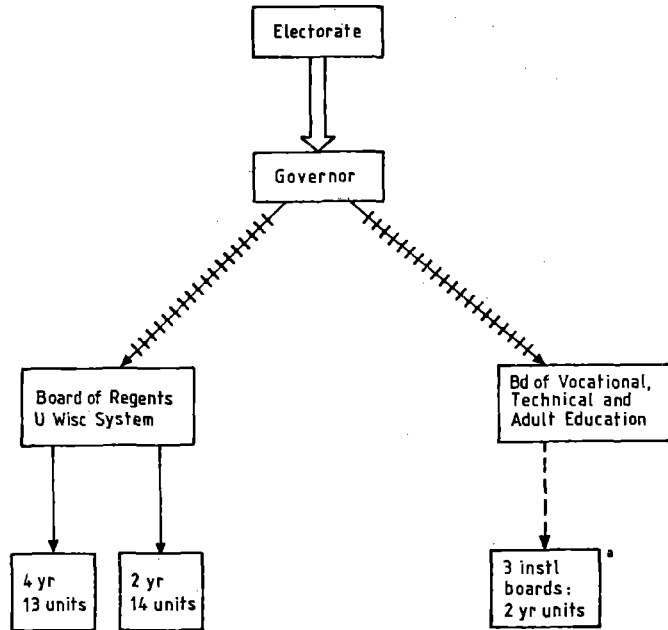 Electorate
Governor
Board of Regents
U Wisc System
Bd of Vocational,
Technical and
Adult Education
4 yr
13 units
2 yr
14 units
3 instl
boards:
2 yr units
a